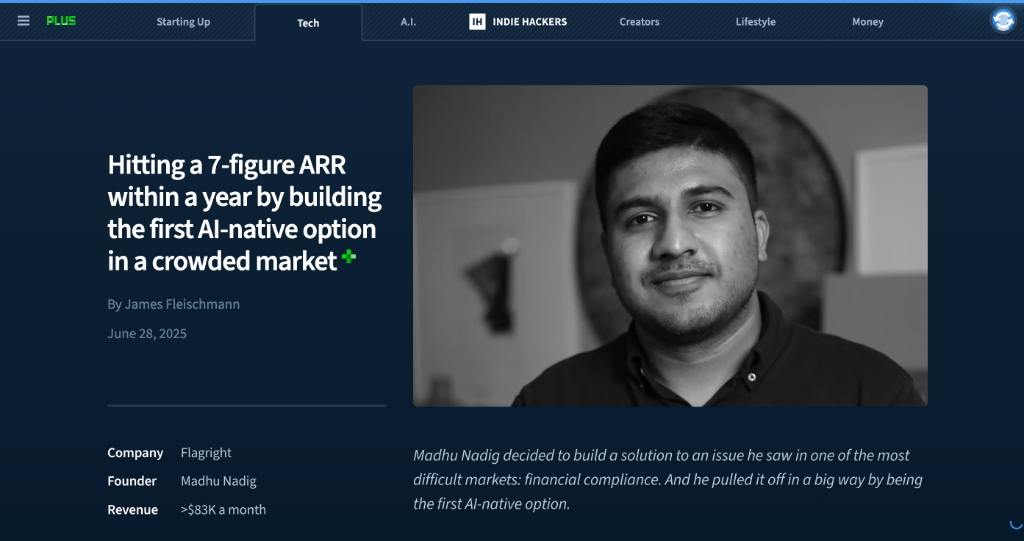 PLUS
Starting Up
Tech
A.I.
IH INDIE HACKERS
Creators
Lifestyle
Money
Hitting a 7-figure ARR
within a year by building
the first AI-native option
in a crowded market
By James Fleischmann
June 28, 2025
Company Flagright
Founder Madhu Nadig
Revenue >$83K a month
Madhu Nadig decided to build a solution to an issue he saw in one of the most
difficult markets: financial compliance. And he pulled it off in a big way by being
the first AI-native option.